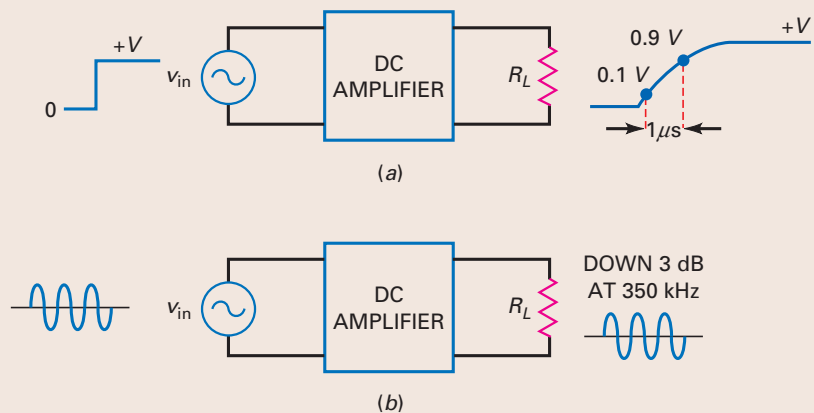 +V
0
vin
DC
AMPLIFIER
RL
0.1 V
0.9 V
+V
1μs
(a)
vin
DC
AMPLIFIER
RL
DOWN 3 dB
AT 350 kHz
(b)